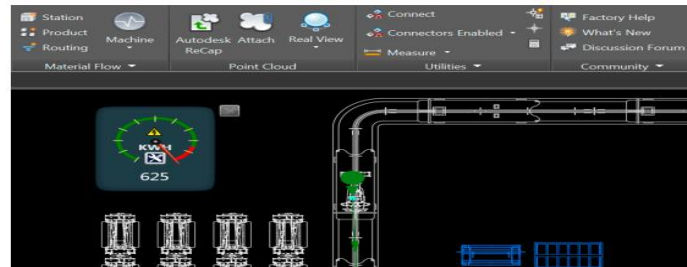 Station
Product
Routing
Machine
Material Flow
Autodesk
ReCap
Attach
Real View
Point Cloud
Connect
Connectors Enabled
Measure
Utilities
Factory Help
What's New
Discussion Forum
Community
KWH
625